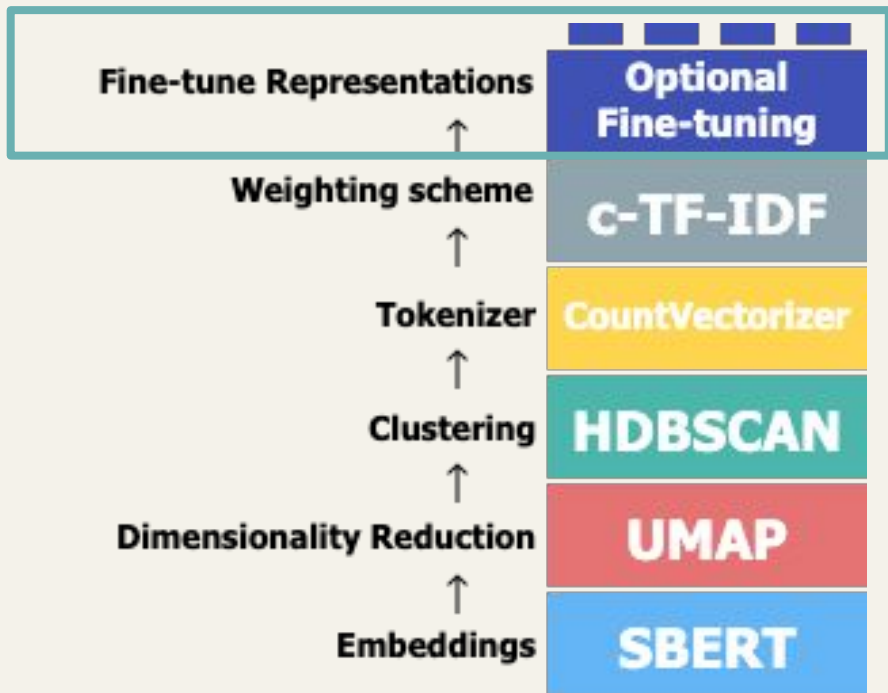 Fine-tune Representations
Optional
Fine-tuning
↑
Weighting scheme
c-TF-IDF
↑
Tokenizer
CountVectorizer
↑
Clustering
HDBSCAN
↑
Dimensionality Reduction
UMAP
↑
Embeddings
SBERT